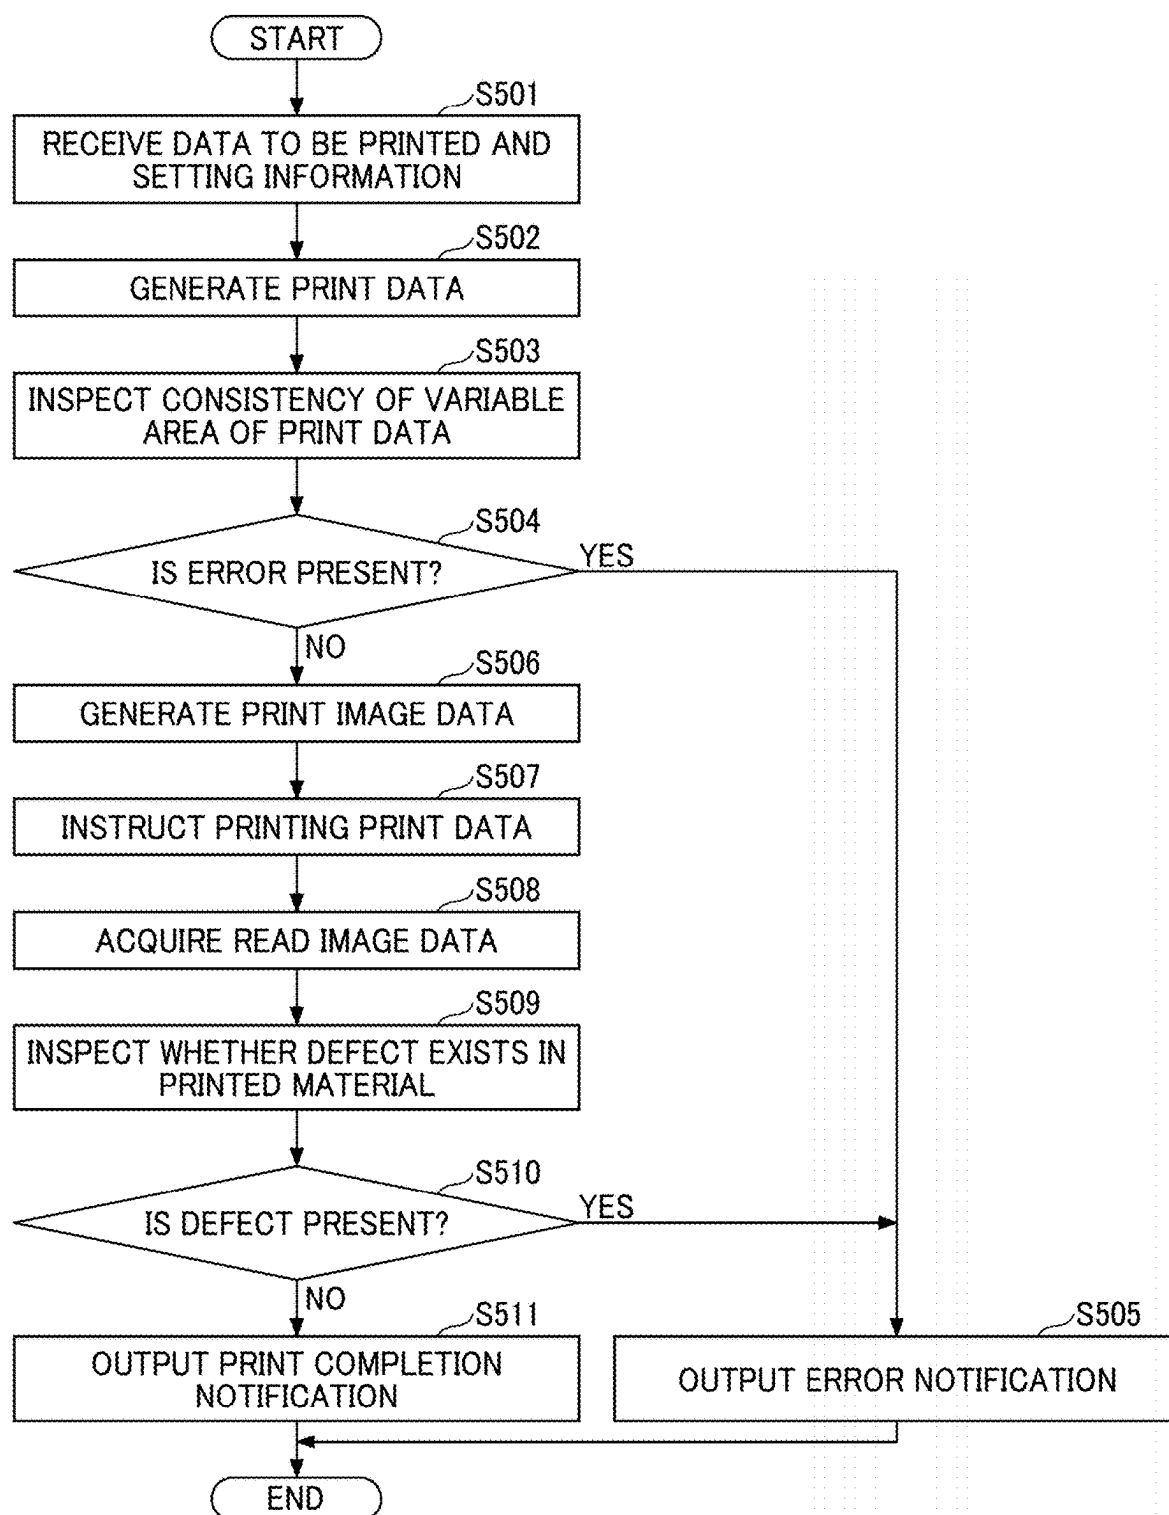 START
S501
RECEIVE DATA TO BE PRINTED AND
SETTING INFORMATION
S502
GENERATE PRINT DATA
S503
INSPECT CONSISTENCY OF VARIABLE
AREA OF PRINT DATA
S504
IS ERROR PRESENT?
YES
NO
S506
GENERATE PRINT IMAGE DATA
S507
INSTRUCT PRINTING PRINT DATA
S508
ACQUIRE READ IMAGE DATA
S509
INSPECT WHETHER DEFECT EXISTS IN
PRINTED MATERIAL
S510
IS DEFECT PRESENT?
YES
NO
S511
OUTPUT PRINT COMPLETION
NOTIFICATION
S505
OUTPUT ERROR NOTIFICATION
END